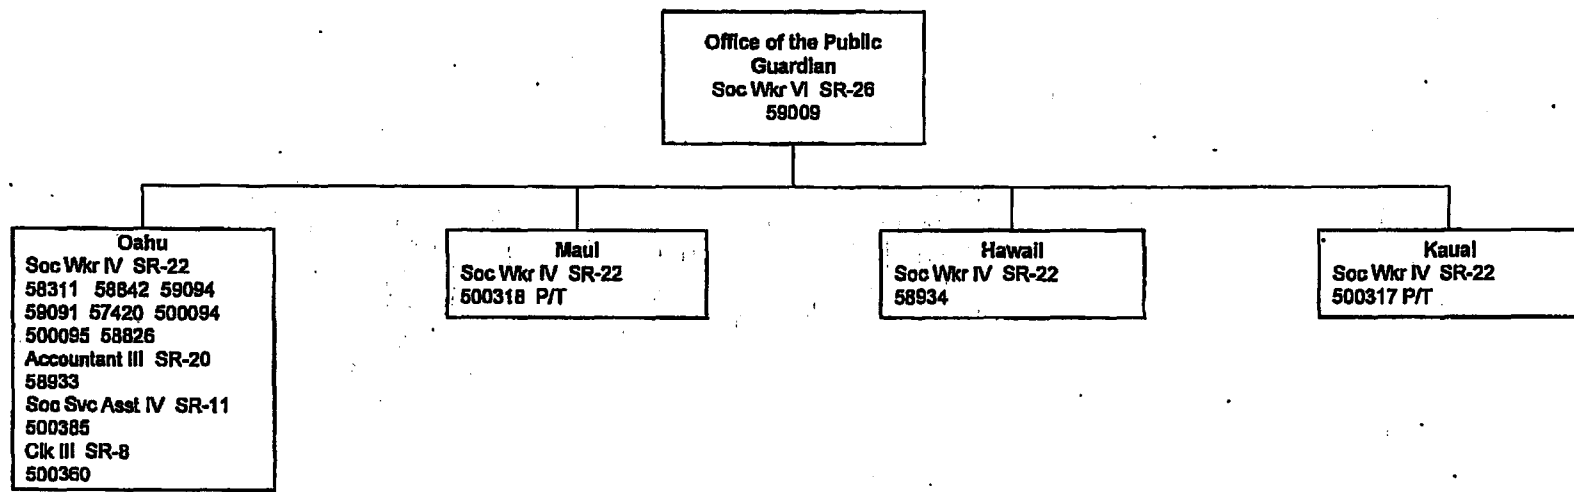 Office of the Public
Guardian
Soc Wkr VI SR-26
59009
Oahu
Soc Wkr IV SR-22
58311 58842 59094
59091 57420 500094
500095 58826
Accountant III SR-20
58933
Soc Svc Asst IV SR-11
500385
Clk III SR-8
500360
Maui
Soc Wkr IV SR-22
500318 P/T
Hawaii
Soc Wkr IV SR-22
58934
Kauai
Soc Wkr IV SR-22
500317 P/T